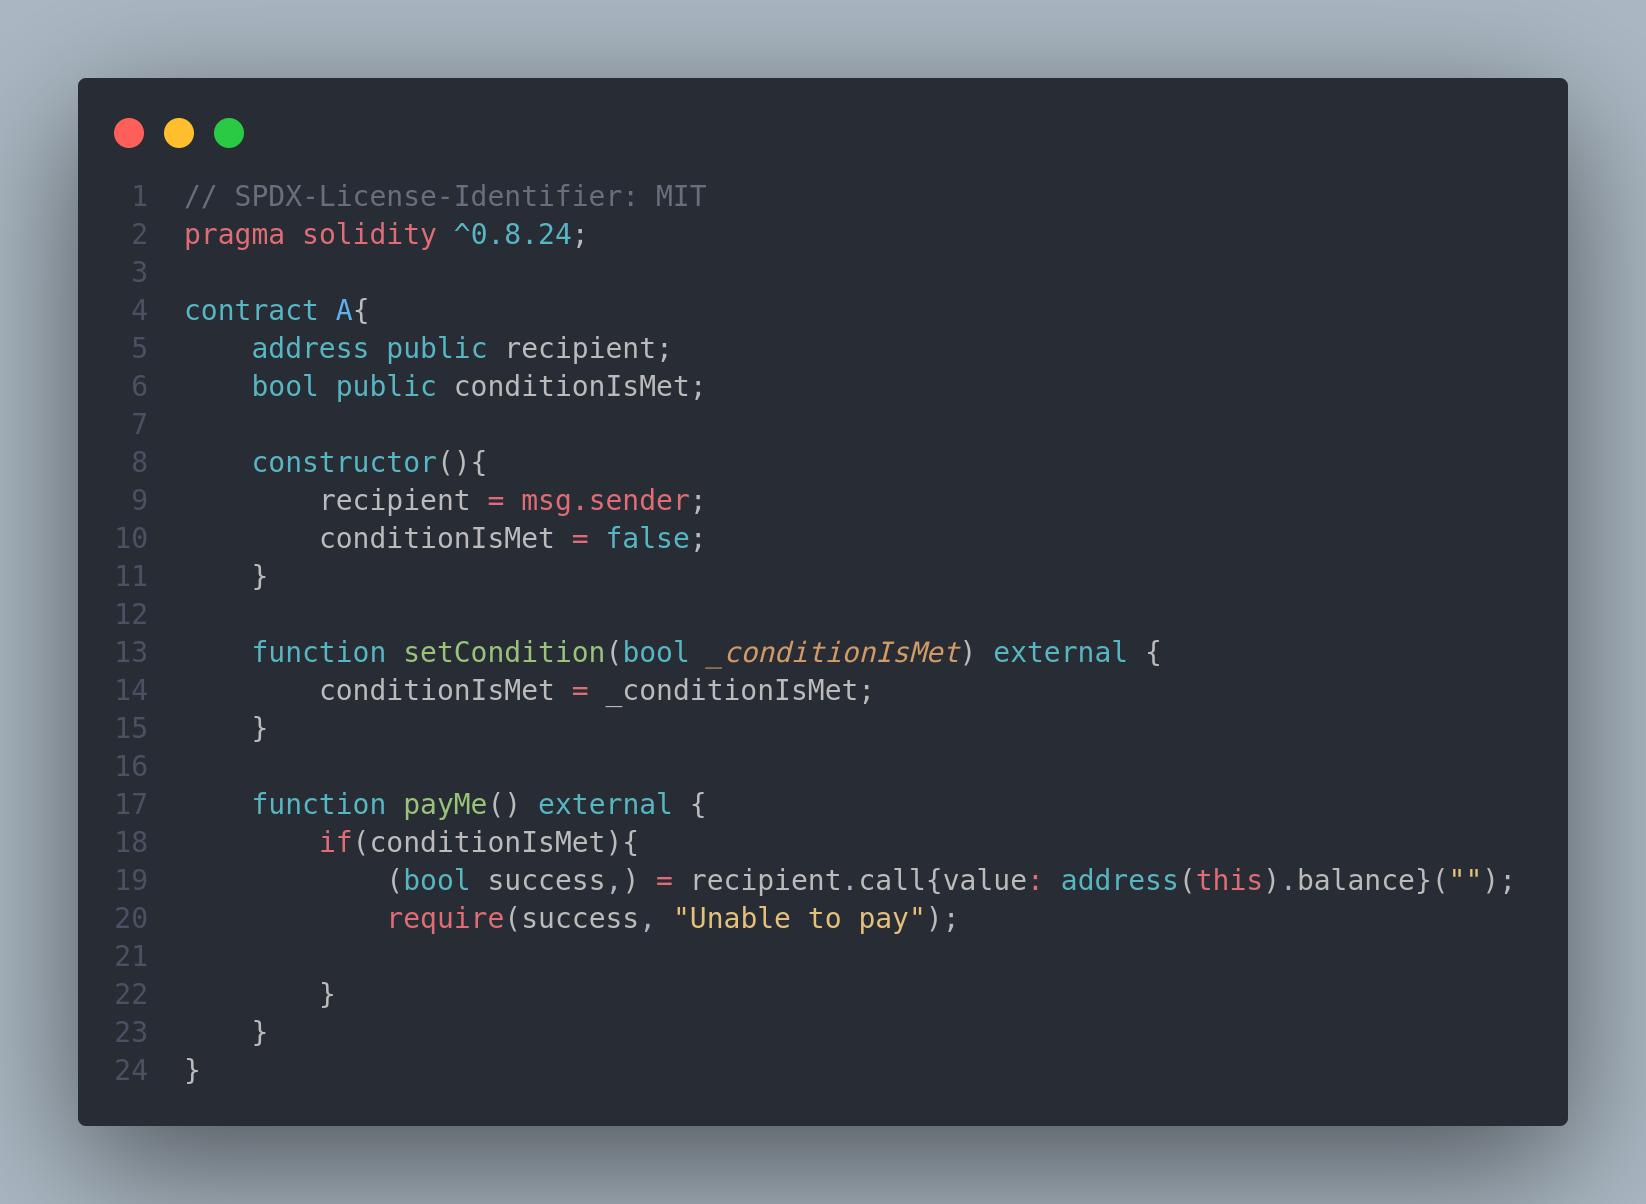 1 // SPDX-License-Identifier: MIT
2 pragma solidity ^0.8.24;
3
4 contract A{
5     address public recipient;
6     bool public conditionIsMet;
7
8     constructor(){
9         recipient = msg.sender;
10         conditionIsMet = false;
11     }
12
13     function setCondition(bool _conditionIsMet) external {
14         conditionIsMet = _conditionIsMet;
15     }
16
17     function payMe() external {
18         if(conditionIsMet){
19             (bool success,) = recipient.call{value: address(this).balance}("");
20             require(success, "Unable to pay");
21
22         }
23     }
24 }